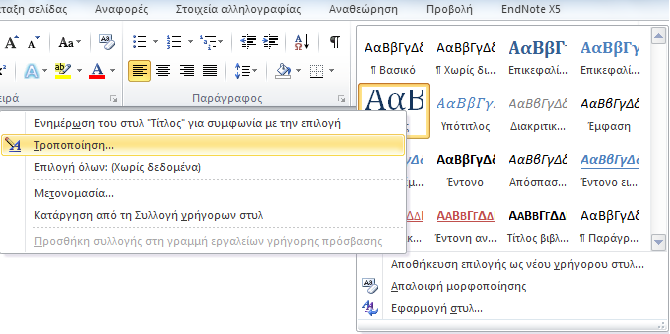 ταξη σελίδας Αναφορές Στοιχεία αλληλογραφίας Αναθεώρηση Προβολή EndNote X5
Aa
A A ab A
ειρά Παράγραφος
ΑαΒβΓγΔδ ΑαΒβΓγΔδ ΑαΒβΓγ ΑαΒβΓγΔδ
¶ Βασικό ¶ Χωρίς δι... Επικεφαλί... Επικεφαλί...
ΑαΒ ΑαΒβΓγ. ΑαΒβΓγΔδ ΑαΒβΓγΔδ
Υπότιτλος Διακριτικ... Έμφαση
ΑαΒβΓγΔδ ΑαΒβΓγΔδ ΑαΒβΓγΔδ
Έντονο Απόσπασ... Έντονο ει...
ΑΑΒΒΓΓΔΔ ΑΑΒΒΓΓΔΔ ΑαΒβΓγΔδ
Έντονη αν... Τίτλος βιβλ... ¶ Παράγρ...
Ενημέρωση του στυλ "Τίτλος" για συμφωνία με την επιλογή
Τροποποίηση...
Επιλογή όλων: (Χωρίς δεδομένα)
Μετονομασία...
Κατάργηση από τη Συλλογή γρήγορων στυλ
Προσθήκη συλλογής στη γραμμή εργαλείων γρήγορης πρόσβασης
Αποθήκευση επιλογής ως νέου γρήγορου στυλ...
Απαλοιφή μορφοποίησης
Εφαρμογή στυλ...